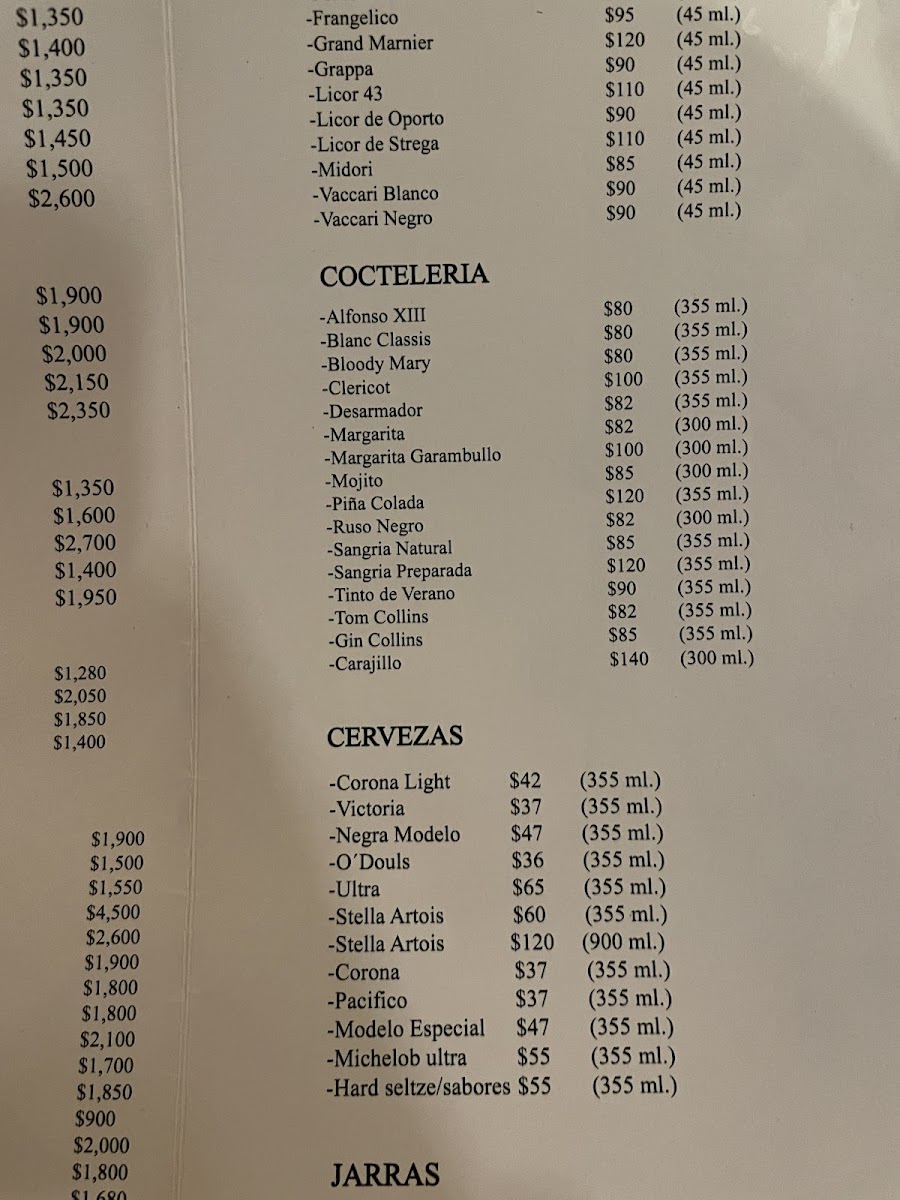 $1,350
$1,400
$1,350
$1,350
$1,450
$1,500
$2,600
$1,900
$1,900
$2,000
$2,150
$2,350
$1,350
$1,600
$2,700
$1,400
$1,950
$1,280
$2,050
$1,850
$1,400
$1,900
$1,500
$1,550
$4,500
$2,600
$1,900
$1,800
$1,800
$2,100
$1,700
$1,850
$900
$2,000
$1,800
$1,680
-Frangelico $95 (45 ml.)
-Grand Marnier $120 (45 ml.)
-Grappa $90 (45 ml.)
-Licor 43 $110 (45 ml.)
-Licor de Oporto $90 (45 ml.)
-Licor de Strega $110 (45 ml.)
-Midori $85 (45 ml.)
-Vaccari Blanco $90 (45 ml.)
-Vaccari Negro $90 (45 ml.)
COCTELERIA
-Alfonso XIII $80 (355 ml.)
-Blanc Classis $80 (355 ml.)
-Bloody Mary $80 (355 ml.)
-Clericot $100 (355 ml.)
-Desarmador $82 (355 ml.)
-Margarita $82 (300 ml.)
-Margarita Garambullo $100 (300 ml.)
-Mojito $85 (300 ml.)
-Piña Colada $120 (355 ml.)
-Ruso Negro $82 (300 ml.)
-Sangria Natural $85 (355 ml.)
-Sangria Preparada $120 (355 ml.)
-Tinto de Verano $90 (355 ml.)
-Tom Collins $82 (355 ml.)
-Gin Collins $85 (355 ml.)
-Carajillo $140 (300 ml.)
CERVEZAS
-Corona Light $42 (355 ml.)
-Victoria $37 (355 ml.)
-Negra Modelo $47 (355 ml.)
-O´Douls $36 (355 ml.)
-Ultra $65 (355 ml.)
-Stella Artois $60 (355 ml.)
-Stella Artois $120 (900 ml.)
-Corona $37 (355 ml.)
-Pacifico $37 (355 ml.)
-Modelo Especial $47 (355 ml.)
-Michelob ultra $55 (355 ml.)
-Hard seltze/sabores $55 (355 ml.)
JARRAS